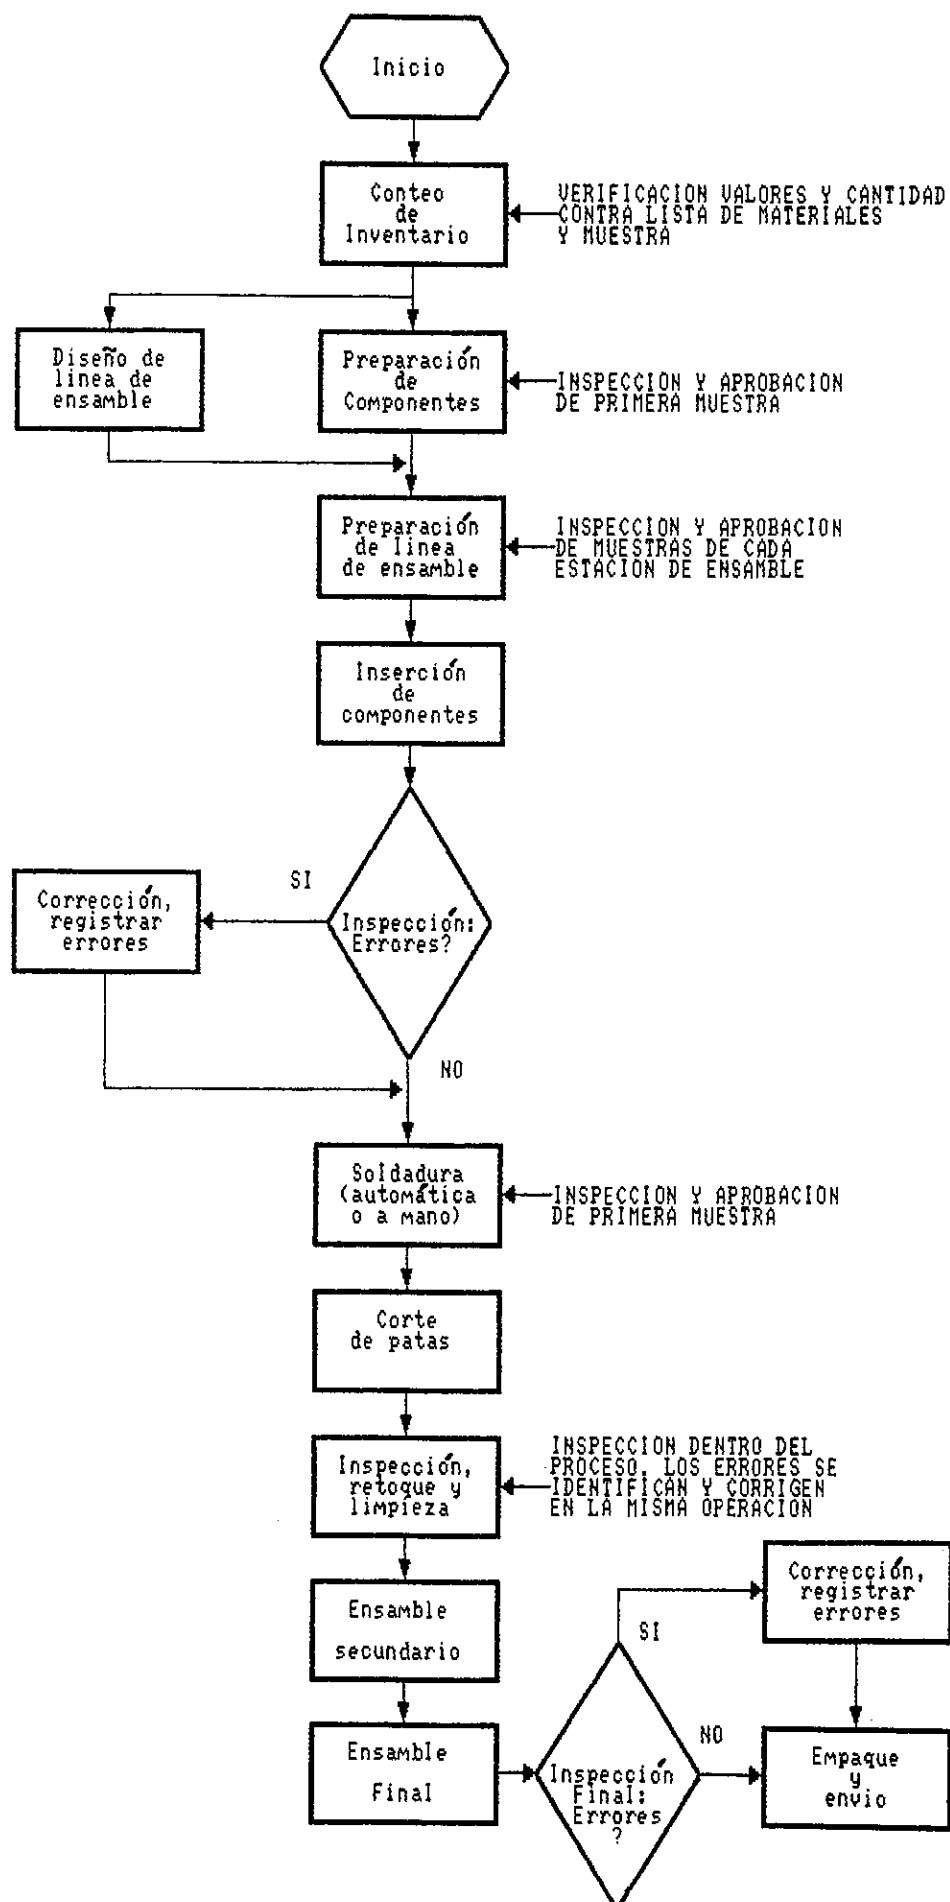 Inicio
Conteo
de
Inventario
VERIFICACION VALORES Y CANTIDAD
CONTRA LISTA DE MATERIALES
Y MUESTRA
Diseño de
linea de
ensamble
Preparación
de
Componentes
INSPECCION Y APROBACION
DE PRIMERA MUESTRA
Preparación
de linea
de ensamble
INSPECCION Y APROBACION
DE MUESTRAS DE CADA
ESTACION DE ENSAMBLE
Inserción
de
componentes
SI
Corrección,
registrar
errores
Inspección:
Errores?
NO
Soldadura
(automática
o a mano)
INSPECCION Y APROBACION
DE PRIMERA MUESTRA
Corte
de patas
Inspección,
retoque y
limpieza
INSPECCION DENTRO DEL
PROCESO. LOS ERRORES SE
IDENTIFICAN Y CORRIGEN
EN LA MISMA OPERACION
Ensamble
secundario
SI
Corrección,
registrar
errores
Ensamble
Final
Inspección
Final:
Errores
?
NO
Empaque
y
envio